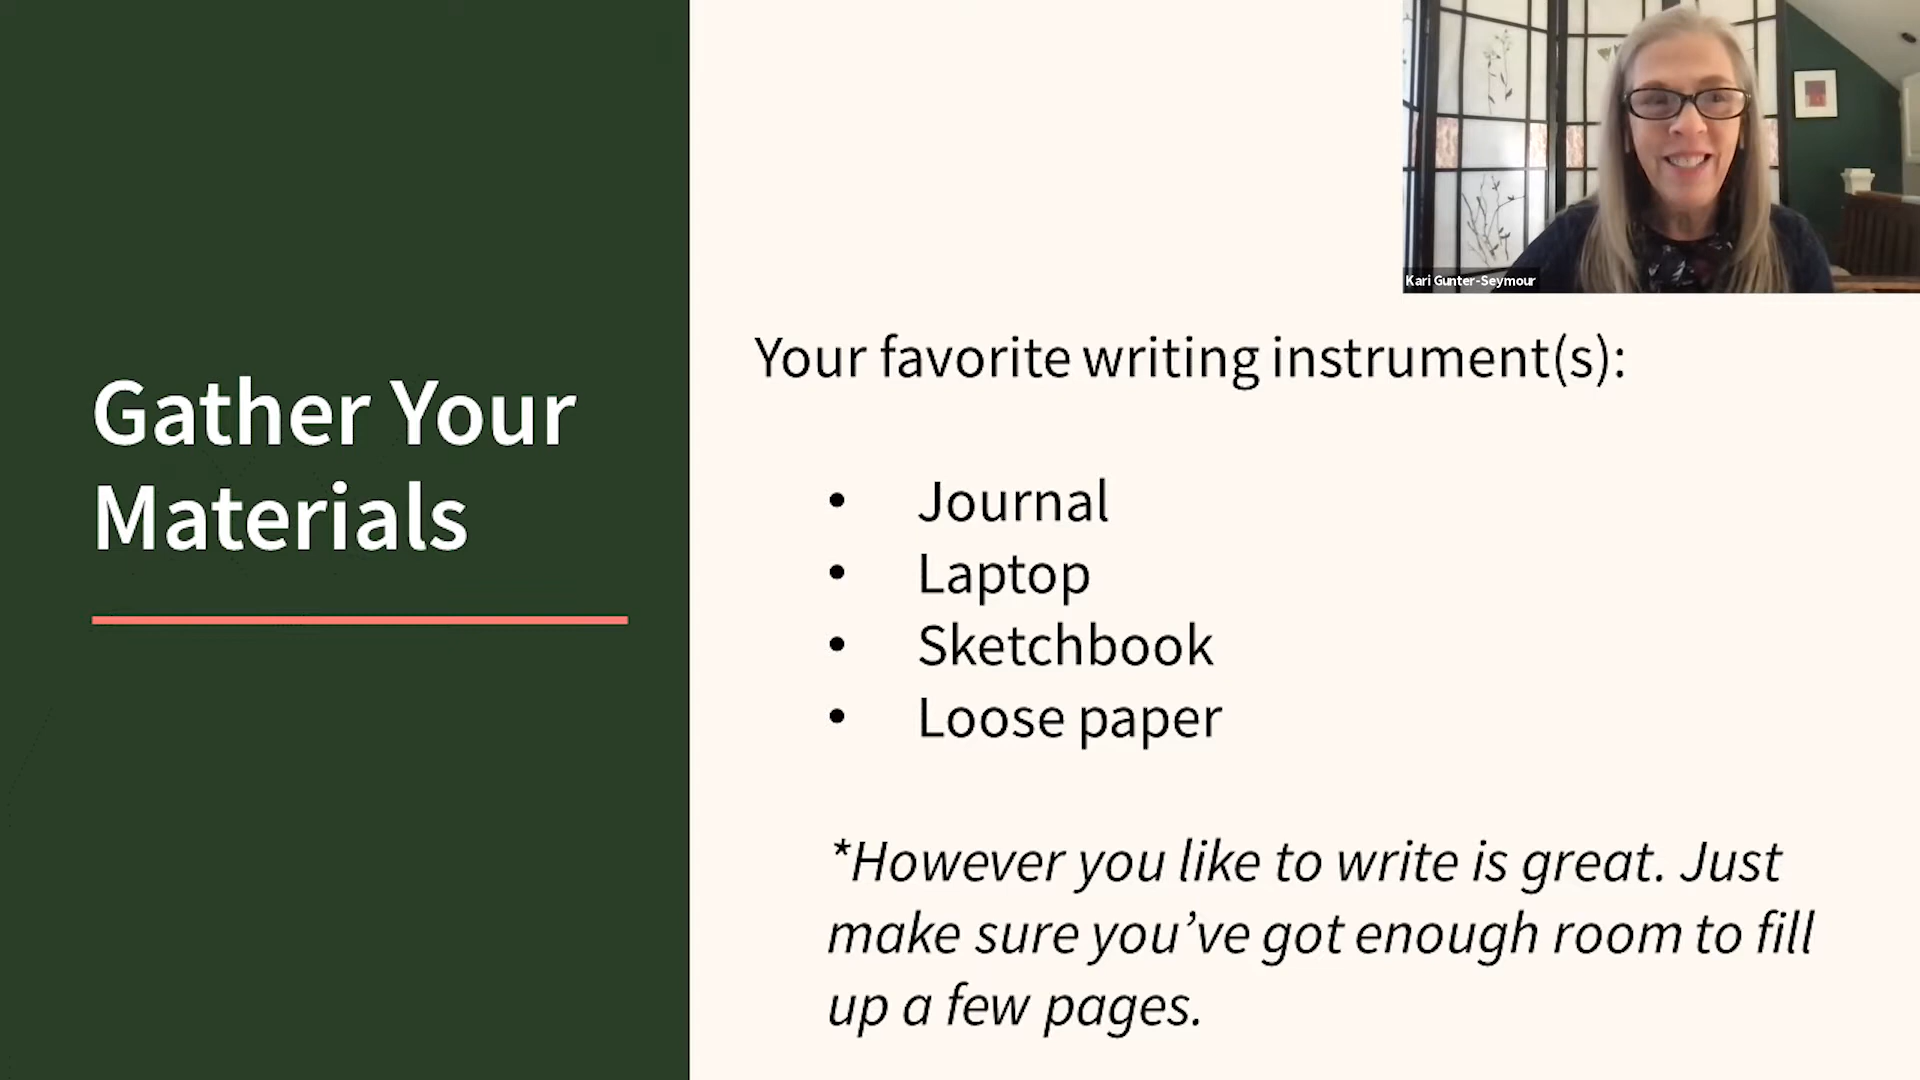 Gather Your
Materials
Kari Gunter-Seymour
Your favorite writing instrument(s):
• Journal
• Laptop
• Sketchbook
• Loose paper
*However you like to write is great. Just
make sure you’ve got enough room to fill
up a few pages.